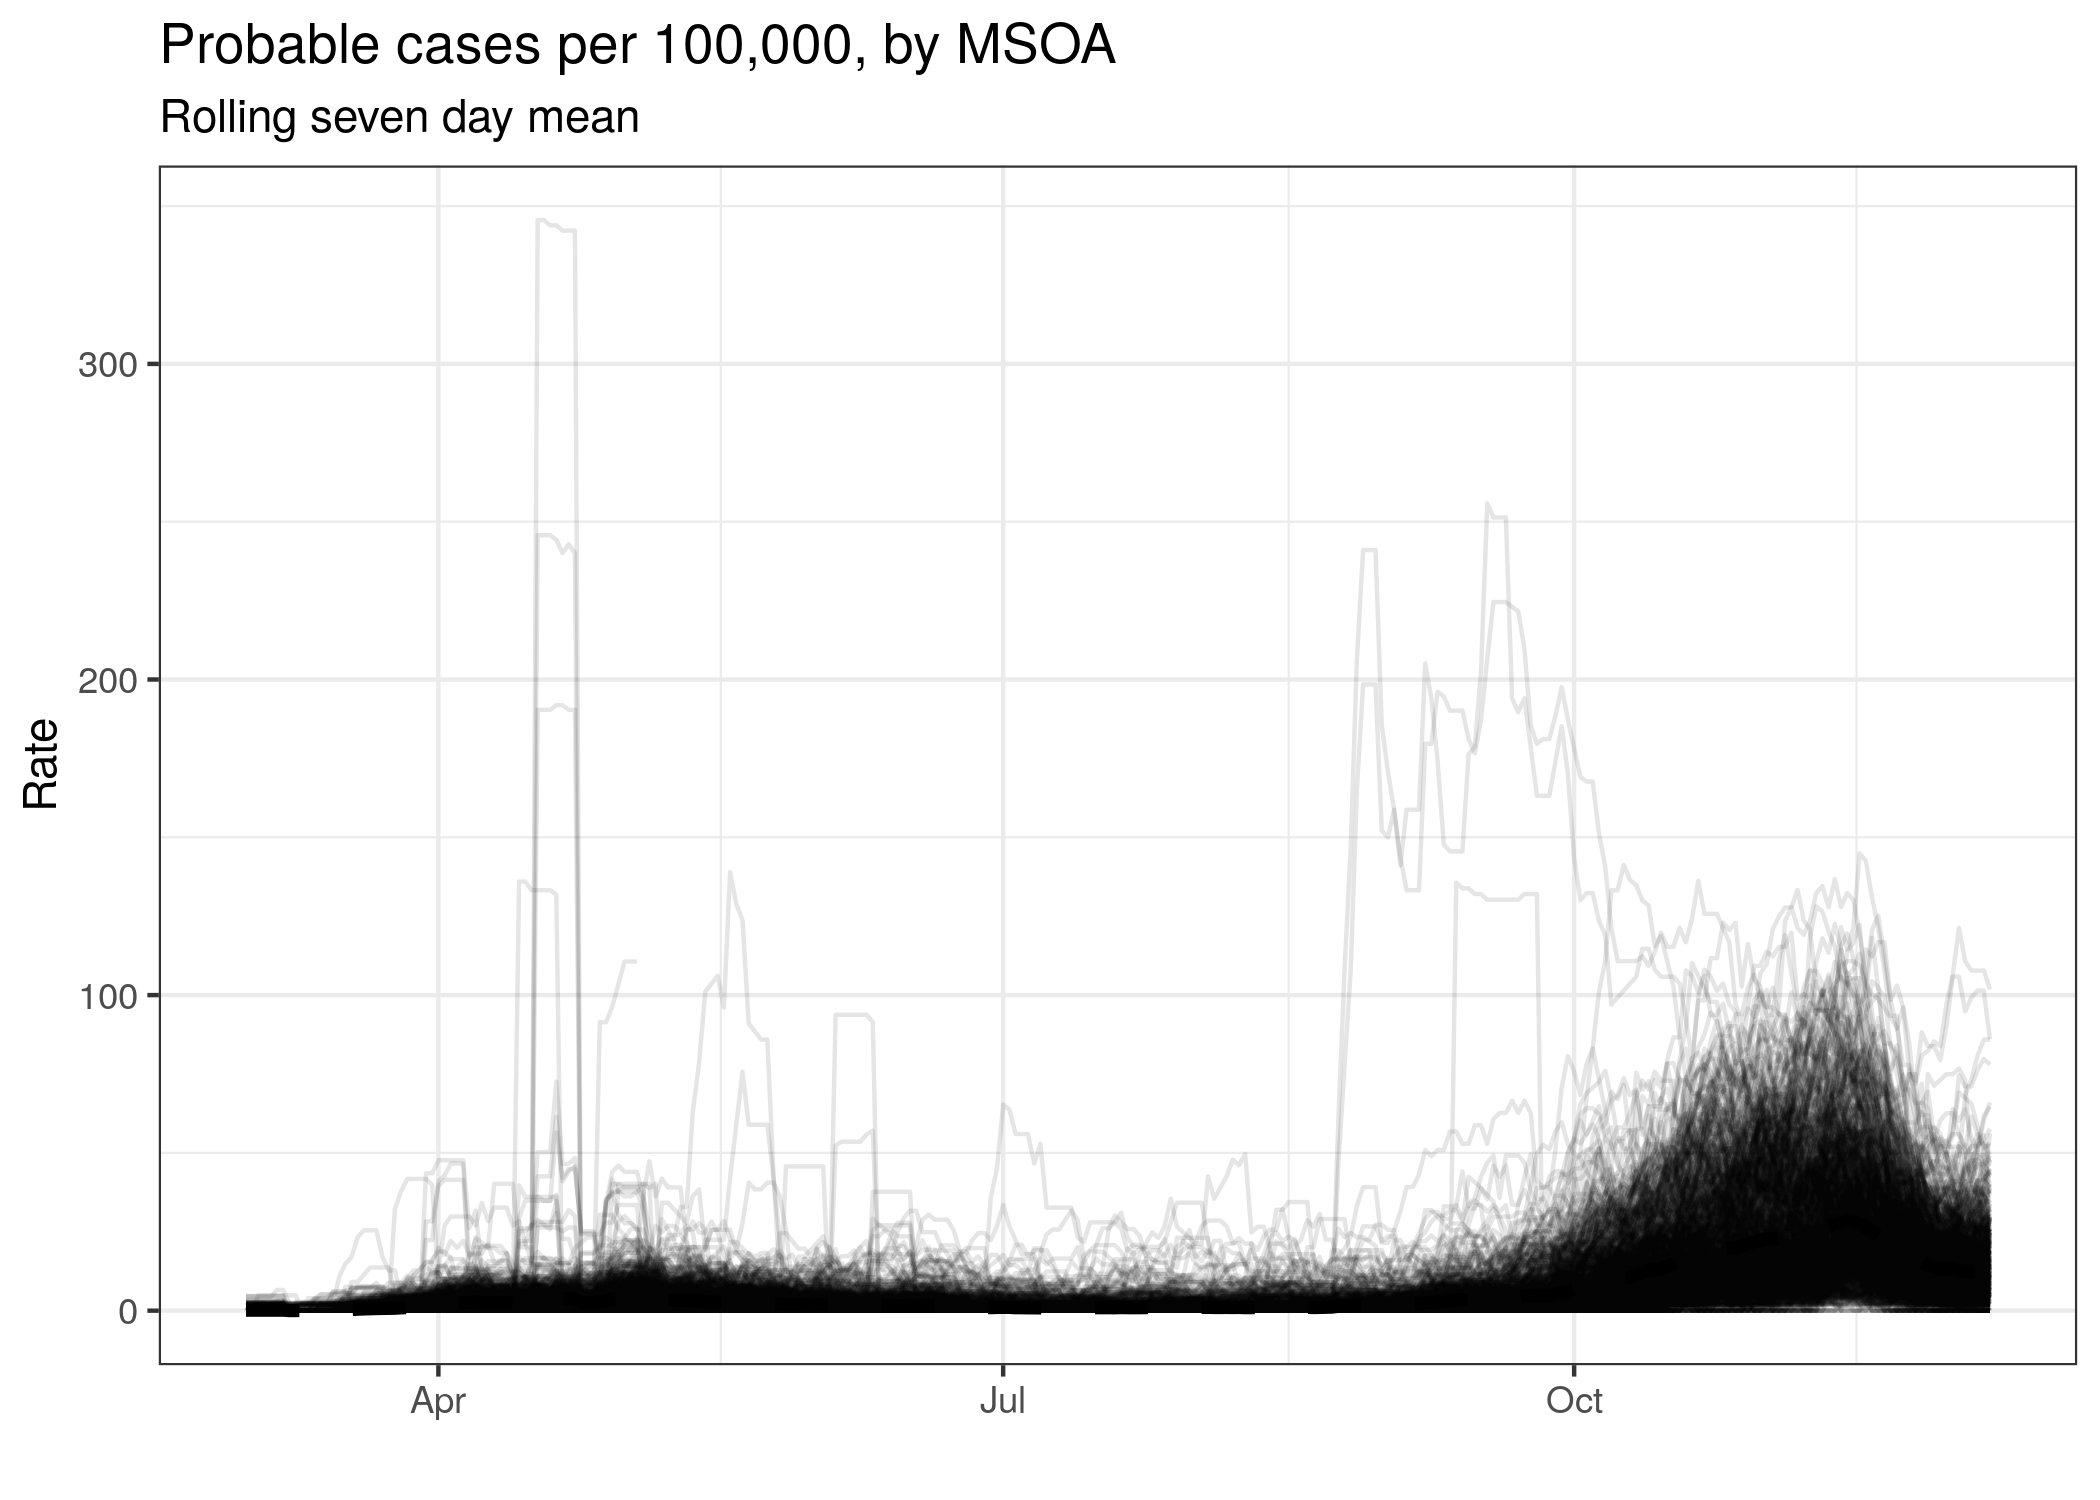 Probable cases per 100,000, by MSOA
Rolling seven day mean
Rate
300
200
100
0
Apr
Jul
Oct